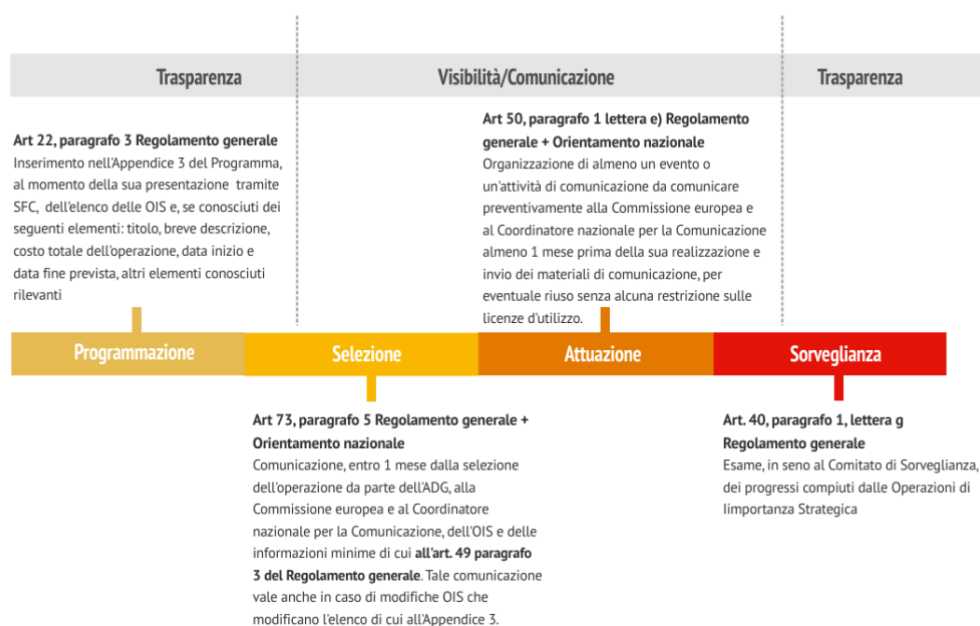 Trasparenza
Visibilità/Comunicazione
Trasparenza
Art 22, paragrafo 3 Regolamento generale
Inserimento nell'Appendice 3 del Programma,
al momento della sua presentazione tramite
SFC, dell'elenco delle OIS e, se conosciuti dei
seguenti elementi: titolo, breve descrizione,
costo totale dell'operazione, data inizio e
data fine prevista, altri elementi conosciuti
rilevanti
Art 50, paragrafo 1 lettera e) Regolamento
generale + Orientamento nazionale
Organizzazione di almeno un evento o
un'attività di comunicazione da comunicare
preventivamente alla Commissione europea e
al Coordinatore nazionale per la Comunicazione
almeno 1 mese prima della sua realizzazione e
invio dei materiali di comunicazione, per
eventuale riuso senza alcuna restrizione sulle
licenze d'utilizzo.
Programmazione
Selezione
Attuazione
Sorveglianza
Art 73, paragrafo 5 Regolamento generale +
Orientamento nazionale
Comunicazione, entro 1 mese dalla selezione
dell'operazione da parte dell'ADG, alla
Commissione europea e al Coordinatore
nazionale per la Comunicazione, dell'OIS e delle
informazioni minime di cui all'art. 49 paragrafo
3 del Regolamento generale. Tale comunicazione
vale anche in caso di modifiche OIS che
modificano l'elenco di cui all'Appendice 3.
Art. 40, paragrafo 1, lettera g
Regolamento generale
Esame, in seno al Comitato di Sorveglianza,
dei progressi compiuti dalle Operazioni di
Iimportanza Strategica